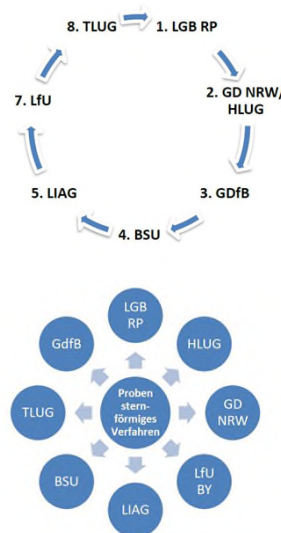 8. TLUG
1. LGB RP
2. GD NRW/
HLUG
3. GDfB
4. BSU
5. LIAG
7. LfU
LGB
RP
HLUG
GD
NRW
LfU
BY
LIAG
BSU
TLUG
GdfB
Proben
stern-
förmiges
Verfahren